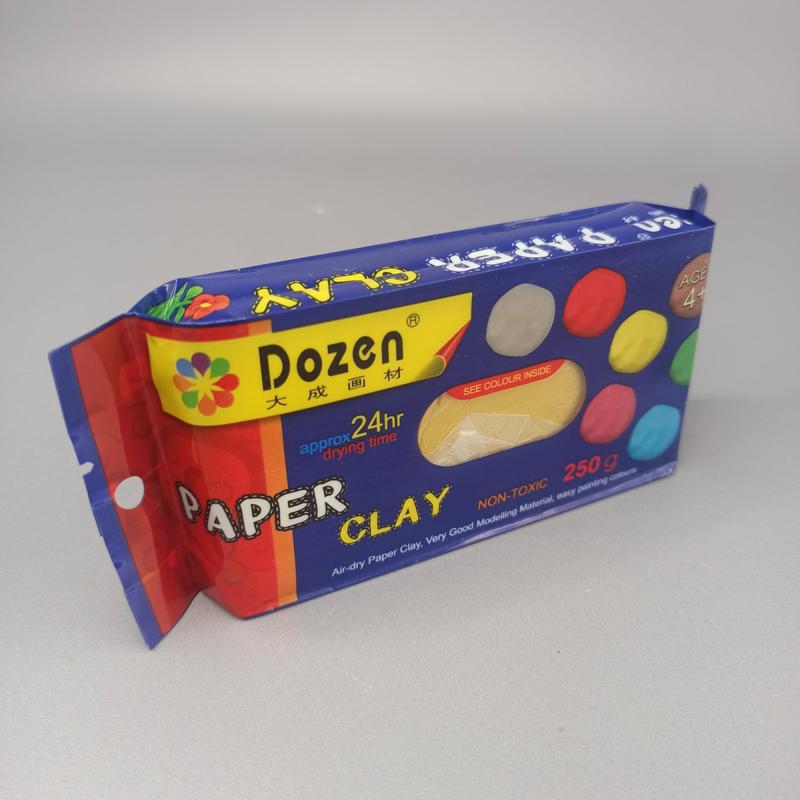 CLAY PAPER
Dozen®
大成画材
AGE
4+
SEE COLOUR INSIDE
approx 24hr
drying time
PAPER
CLAY
NON-TOXIC 250 g
Air-dry Paper Clay, Very Good Modelling Material, easy painting colours.